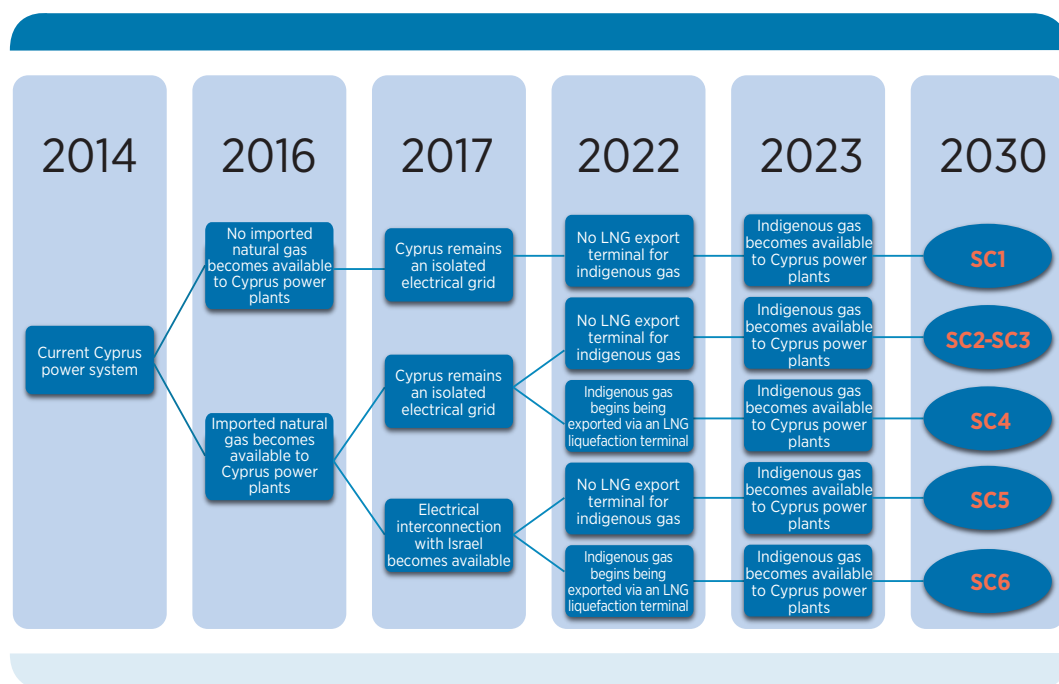 2014
2016
2017
2022
2023
2030
Current Cyprus
power system
No imported
natural gas
becomes available
to Cyprus power
plants
Imported natural
gas becomes
available to
Cyprus power
plants
Cyprus remains
an isolated
electrical grid
Cyprus remains
an isolated
electrical grid
Electrical
interconnection
with Israel
becomes available
No LNG export
terminal for
indigenous gas
No LNG export
terminal for
indigenous gas
Indigenous gas
begins being
exported via an LNG
liquefaction terminal
No LNG export
terminal for
indigenous gas
Indigenous gas
begins being
exported via an LNG
liquefaction terminal
Indigenous gas
becomes available
to Cyprus power
plants
Indigenous gas
becomes available
to Cyprus power
plants
Indigenous gas
becomes available
to Cyprus power
plants
Indigenous gas
becomes available
to Cyprus power
plants
Indigenous gas
becomes available
to Cyprus power
plants
SC1
SC2-SC3
SC4
SC5
SC6